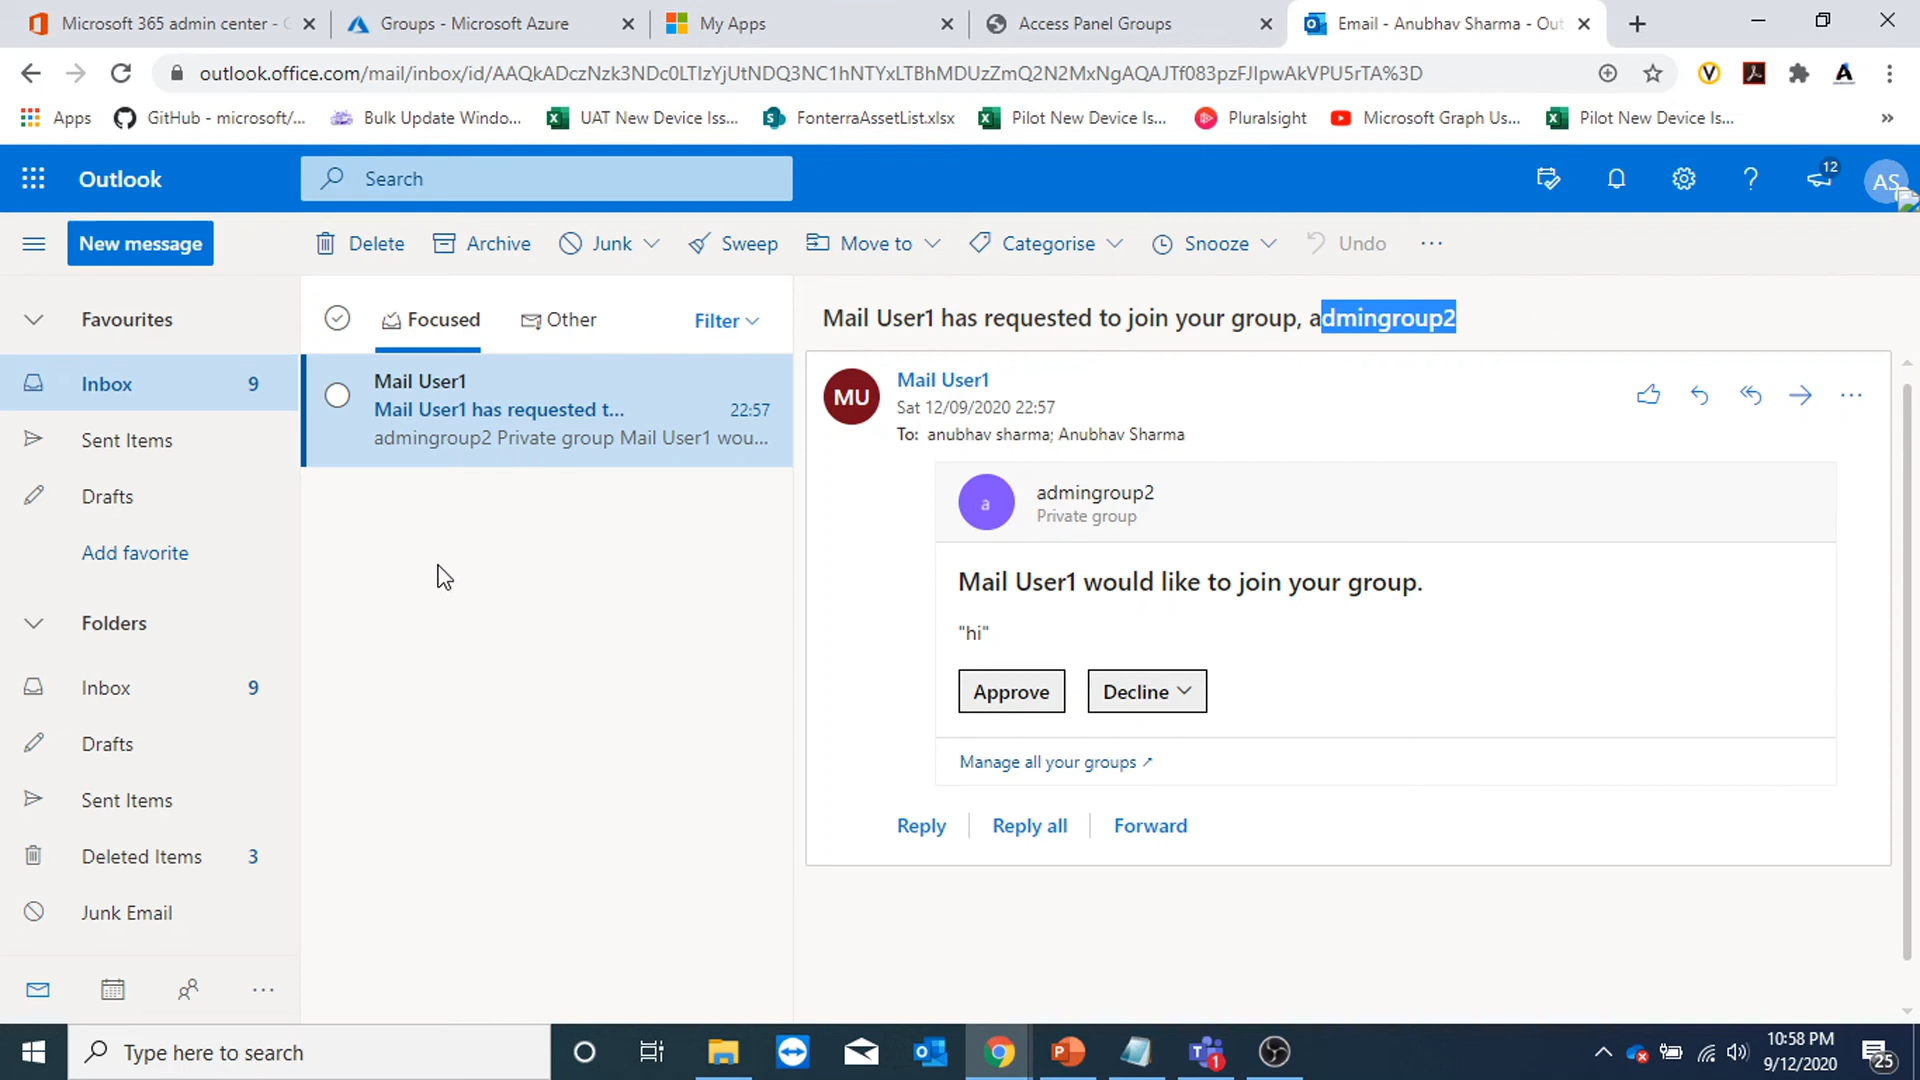 Microsoft 365 admin center - C
Groups - Microsoft Azure
My Apps
Access Panel Groups
Email - Anubhav Sharma - Out
outlook.office.com/mail/inbox/id/AAQkADczNzk3NDc0LTIzYjUtNDQ3NC1hNTYxLTBhMDUzZmQ2N2MxNgAQAJTf083pzFJIpwAkVPU5rTA%3D
Apps
GitHub - microsoft/...
Bulk Update Windo...
UAT New Device Iss...
FonterraAssetList.xlsx
Pilot New Device Is...
Pluralsight
Microsoft Graph Us...
Pilot New Device Is...
»
Outlook
Search
12
AS
New message
Delete
Archive
Junk
Sweep
Move to
Categorise
Snooze
Undo
Favourites
Inbox 9
Sent Items
Drafts
Add favorite
Folders
Inbox 9
Drafts
Sent Items
Deleted Items 3
Junk Email
Focused
Other
Filter
Mail User1
Mail User1 has requested t... 22:57
admingroup2 Private group Mail User1 wou...
Mail User1 has requested to join your group, admingroup2
MU
Mail User1
Sat 12/09/2020 22:57
To: anubhav sharma; Anubhav Sharma
a
admingroup2
Private group
Mail User1 would like to join your group.
"hi"
Approve
Decline
Manage all your groups
Reply
Reply all
Forward
Type here to search
1
10:58 PM
9/12/2020
25